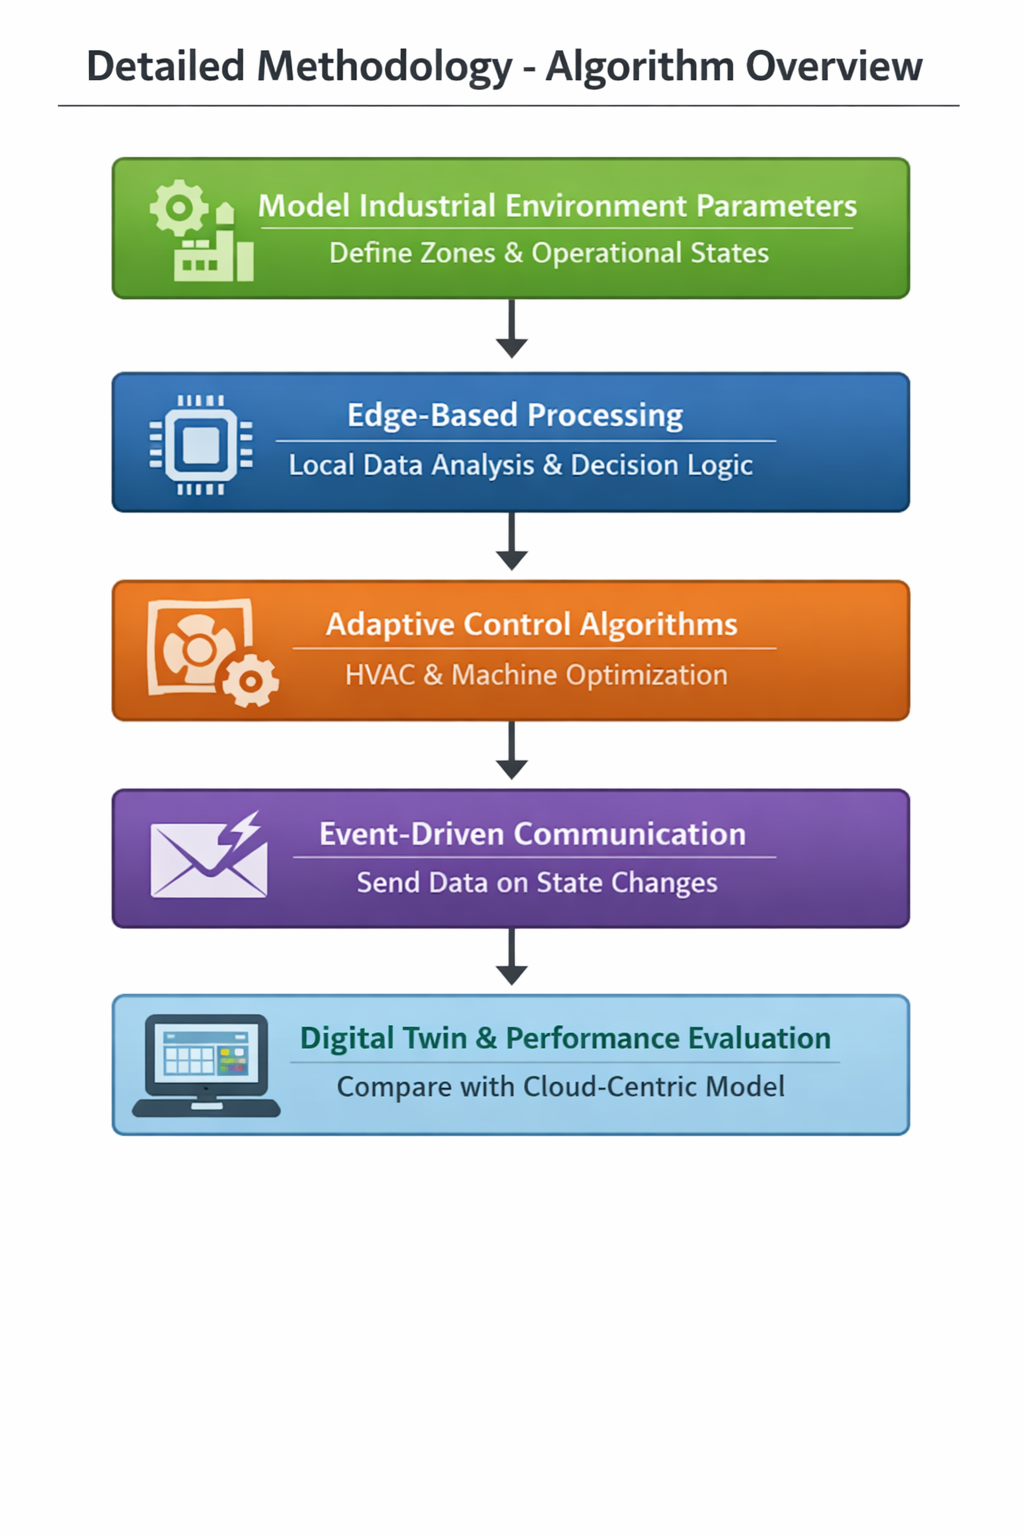 Detailed Methodology - Algorithm Overview
Model Industrial Environment Parameters
Define Zones & Operational States
Edge-Based Processing
Local Data Analysis & Decision Logic
Adaptive Control Algorithms
HVAC & Machine Optimization
Event-Driven Communication
Send Data on State Changes
Digital Twin & Performance Evaluation
Compare with Cloud-Centric Model